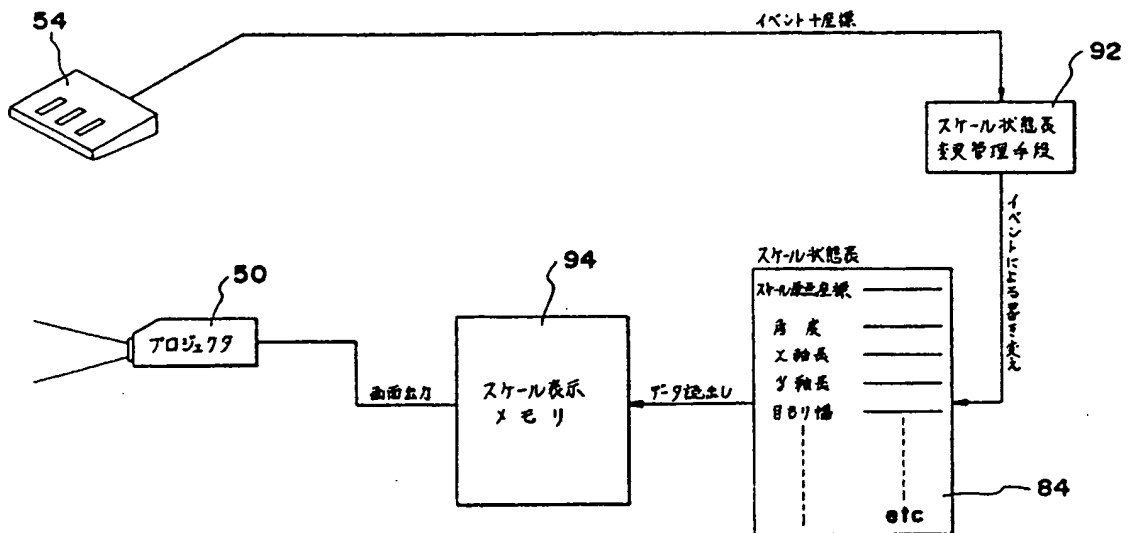 54
イベント+座標
92
スケール状態表
変更管理手段
イベントによる書き変え
スケール状態表
スケール原点座標
角度
X軸長
Y軸長
目もり幅
etc
84
データ読出し
94
スケール表示
メモリ
画面出力
50
プロジェクタ